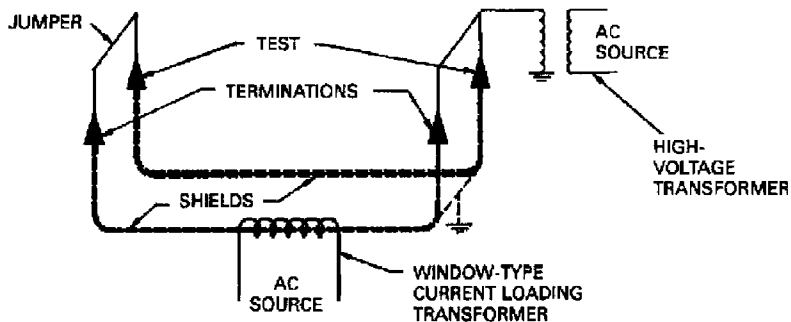 JUMPER
TEST
TERMINATIONS
AC
SOURCE
HIGH-
VOLTAGE
TRANSFORMER
SHIELDS
AC
SOURCE
WINDOW-TYPE
CURRENT LOADING
TRANSFORMER